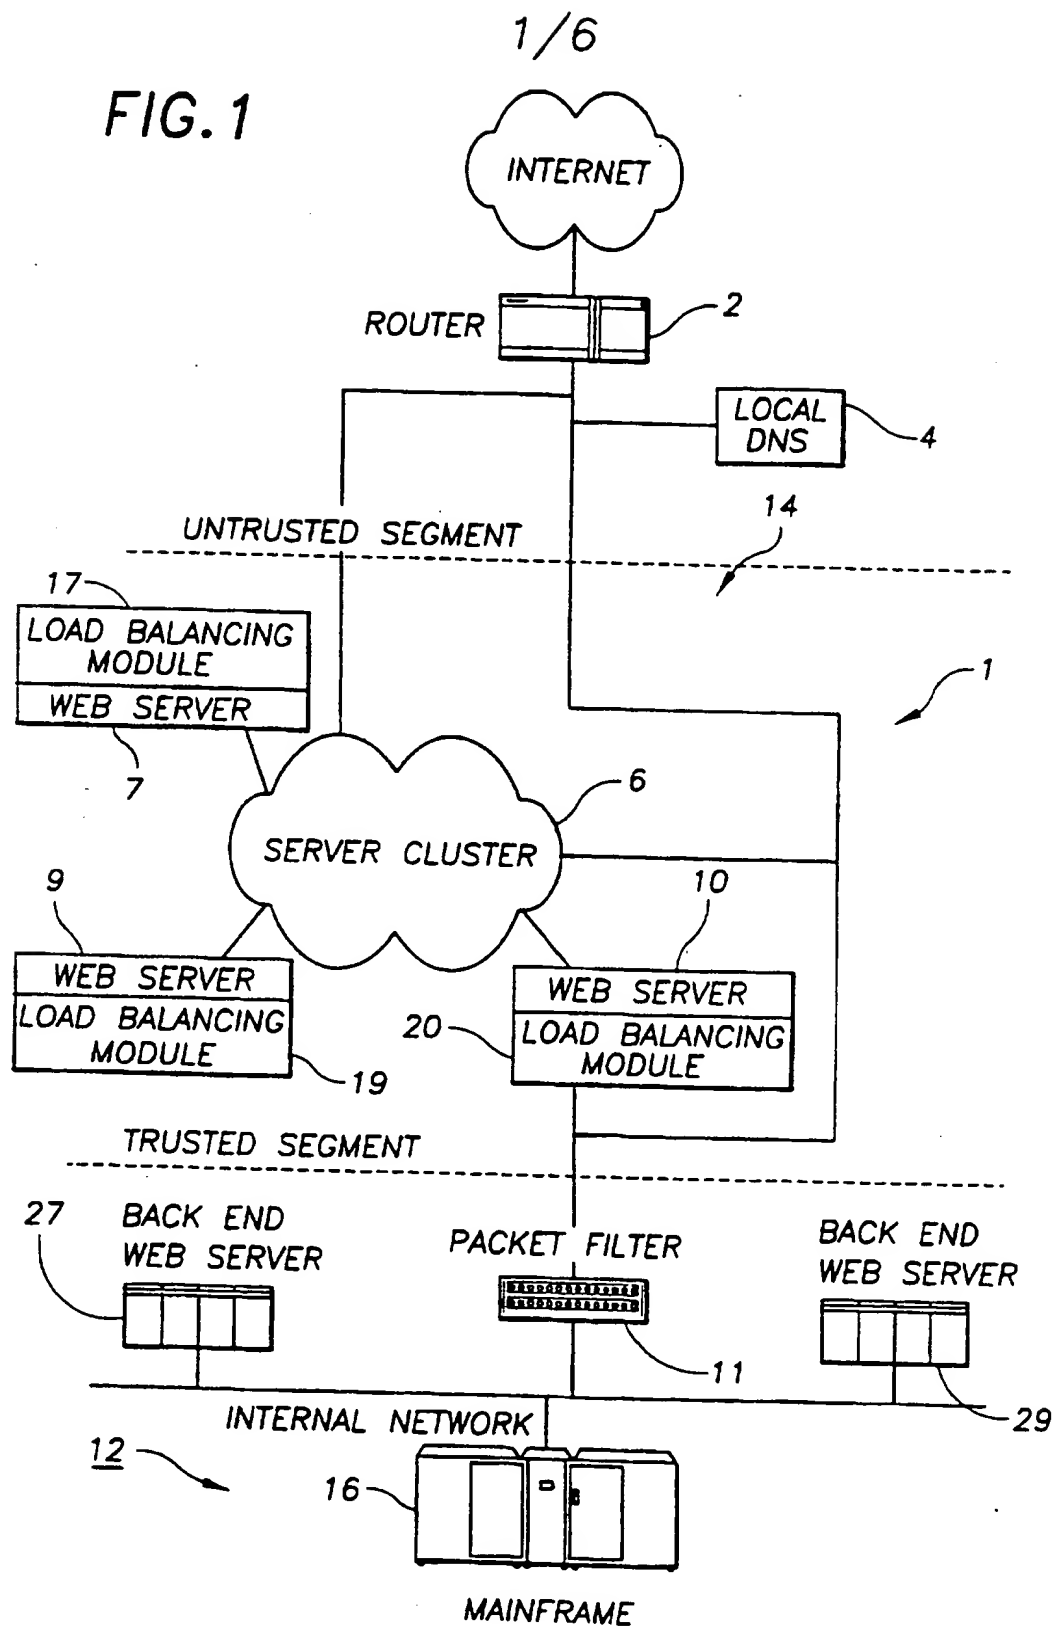 1/6
FIG. 1
INTERNET
ROUTER
2
LOCAL
DNS
4
14
UNTRUSTED SEGMENT
17
LOAD BALANCING
MODULE
WEB SERVER
7
1
6
SERVER CLUSTER
9
WEB SERVER
LOAD BALANCING
MODULE
19
10
WEB SERVER
20
LOAD BALANCING
MODULE
TRUSTED SEGMENT
27
BACK END
WEB SERVER
PACKET FILTER
11
BACK END
WEB SERVER
29
INTERNAL NETWORK
12
16
MAINFRAME